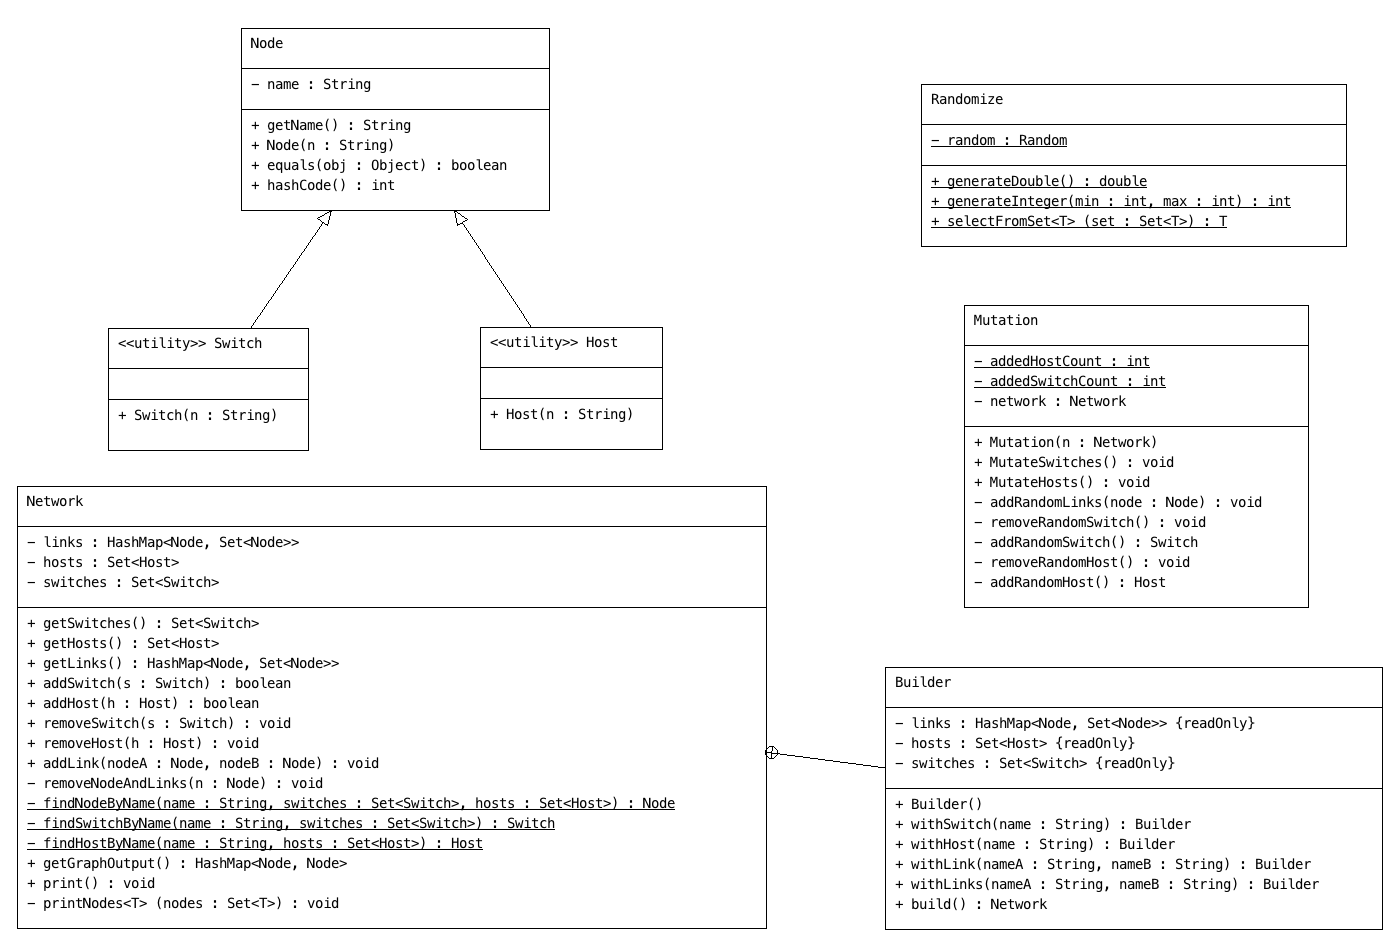 Node
− name : String
+ getName() : String
+ Node(n : String)
+ equals(obj : Object) : boolean
+ hashCode() : int
Randomize
− random : Random
+ generateDouble() : double
+ generateInteger(min : int, max : int) : int
+ selectFromSet<T> (set : Set<T>) : T
<<utility>> Switch
+ Switch(n : String)
<<utility>> Host
+ Host(n : String)
Mutation
− addedHostCount : int
− addedSwitchCount : int
− network : Network
+ Mutation(n : Network)
+ MutateSwitches() : void
+ MutateHosts() : void
− addRandomLinks(node : Node) : void
− removeRandomSwitch() : void
− addRandomSwitch() : Switch
− removeRandomHost() : void
− addRandomHost() : Host
Network
− links : HashMap<Node, Set<Node>>
− hosts : Set<Host>
− switches : Set<Switch>
+ getSwitches() : Set<Switch>
+ getHosts() : Set<Host>
+ getLinks() : HashMap<Node, Set<Node>>
+ addSwitch(s : Switch) : boolean
+ addHost(h : Host) : boolean
+ removeSwitch(s : Switch) : void
+ removeHost(h : Host) : void
+ addLink(nodeA : Node, nodeB : Node) : void
− removeNodeAndLinks(n : Node) : void
− findNodeByName(name : String, switches : Set<Switch>, hosts : Set<Host>) : Node
− findSwitchByName(name : String, switches : Set<Switch>) : Switch
− findHostByName(name : String, hosts : Set<Host>) : Host
+ getGraphOutput() : HashMap<Node, Node>
+ print() : void
− printNodes<T> (nodes : Set<T>) : void
Builder
− links : HashMap<Node, Set<Node>> {readOnly}
− hosts : Set<Host> {readOnly}
− switches : Set<Switch> {readOnly}
+ Builder()
+ withSwitch(name : String) : Builder
+ withHost(name : String) : Builder
+ withLink(nameA : String, nameB : String) : Builder
+ withLinks(nameA : String, nameB : String) : Builder
+ build() : Network